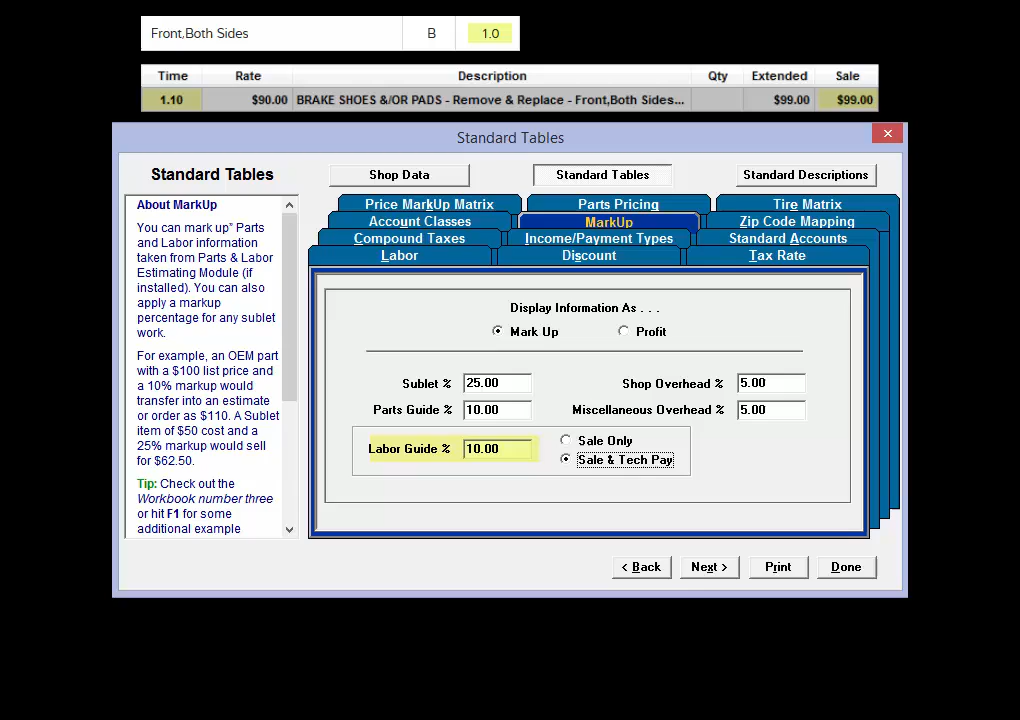 Front,Both Sides B 1.0
Time Rate Description Qty Extended Sale
1.10 $90.00 BRAKE SHOES &/OR PADS - Remove & Replace - Front,Both Sides... $99.00 $99.00
Standard Tables
Standard Tables
Shop Data Standard Tables Standard Descriptions
Price MarkUp Matrix Parts Pricing Tire Matrix
Account Classes MarkUp Zip Code Mapping
Compound Taxes Income/Payment Types Standard Accounts
Labor Discount Tax Rate
About MarkUp
You can mark up" Parts
and Labor information
taken from Parts & Labor
Estimating Module (if
installed). You can also
apply a markup
percentage for any sublet
work.
For example, an OEM part
with a $100 list price and
a 10% markup would
transfer into an estimate
or order as $110. A Sublet
item of $50 cost and a
25% markup would sell
for $62.50.
Tip: Check out the
Workbook number three
or hit F1 for some
additional example
Display Information As . . .
Mark Up Profit
Sublet % 25.00 Shop Overhead % 5.00
Parts Guide % 10.00 Miscellaneous Overhead % 5.00
Labor Guide % 10.00
Sale Only
Sale & Tech Pay
< Back Next > Print Done